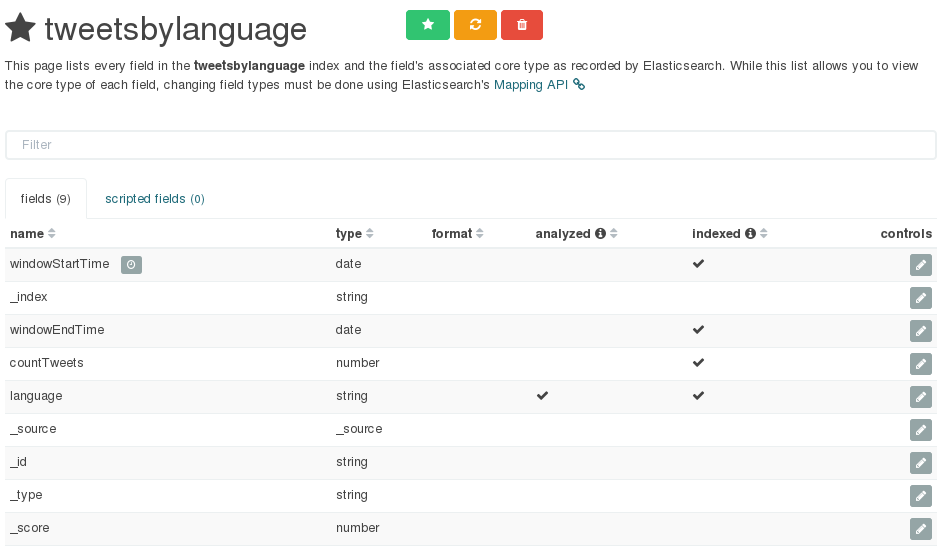 tweetsbylanguage
This page lists every field in the tweetsbylanguage index and the field's associated core type as recorded by Elasticsearch. While this list allows you to view
the core type of each field, changing field types must be done using Elasticsearch's Mapping API
Filter
fields (9) scripted fields (0)
name type format analyzed indexed controls
windowStartTime date
_index string
windowEndTime date
countTweets number
language string
_source _source
_id string
_type string
_score number